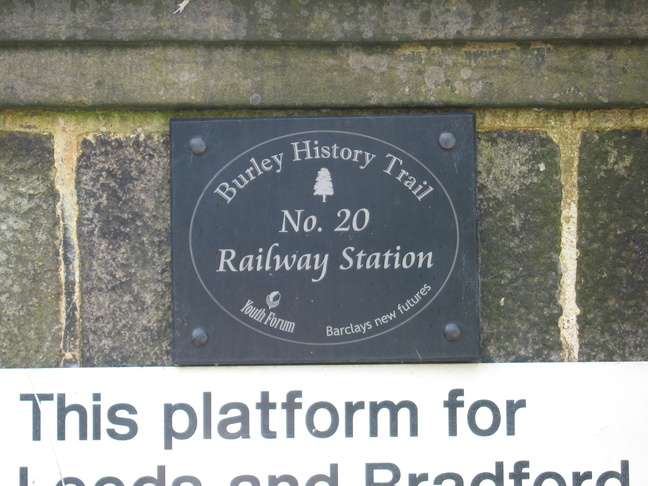 Burley History Trail
No. 20
Railway Station
Youth Forum
Barclays new futures
This platform for
Leeds and Bradford